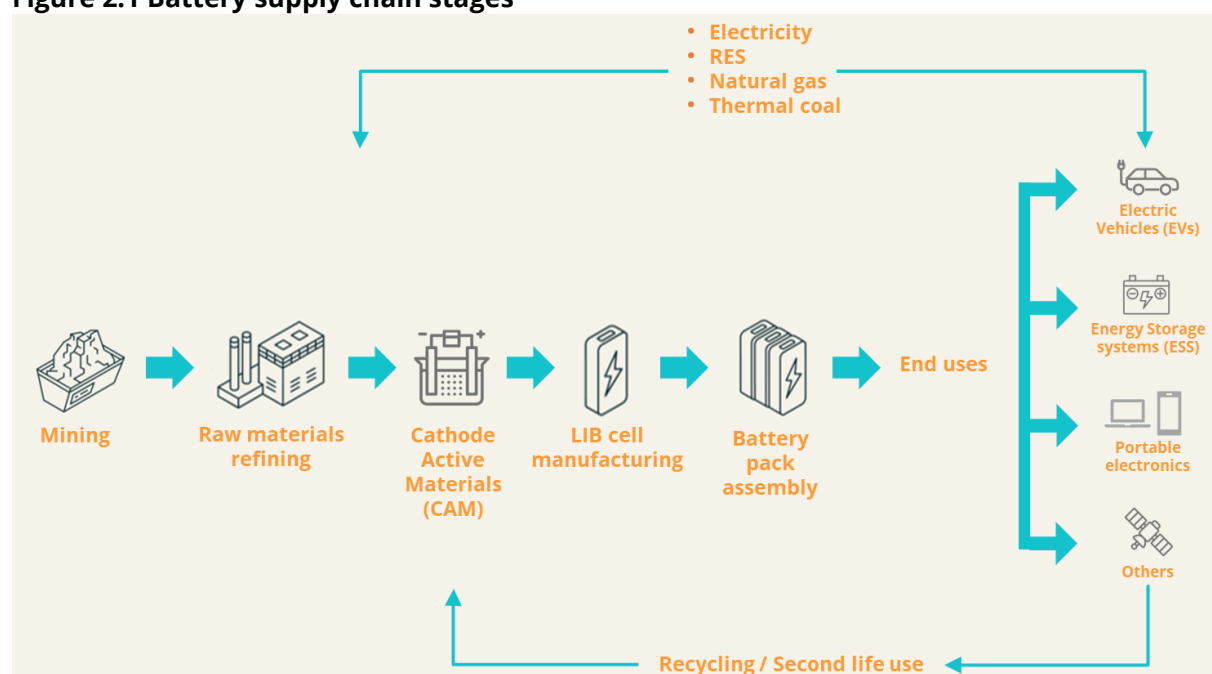 Figure 2.1 Battery supply chain stages
• Electricity
• RES
• Natural gas
• Thermal coal
Electric
Vehicles (EVs)
Energy Storage
systems (ESS)
End uses
Mining
Raw materials
refining
Cathode
Active
Materials
(CAM)
LIB cell
manufacturing
Battery
pack
assembly
Portable
electronics
Others
Recycling / Second life use